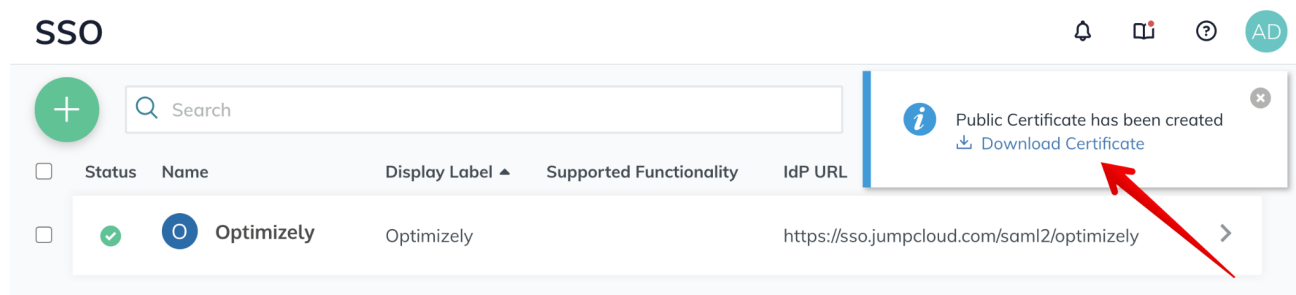 SSO
AD
Search
Public Certificate has been created
Download Certificate
Status Name Display Label Supported Functionality IdP URL
O Optimizely Optimizely https://sso.jumpcloud.com/saml2/optimizely